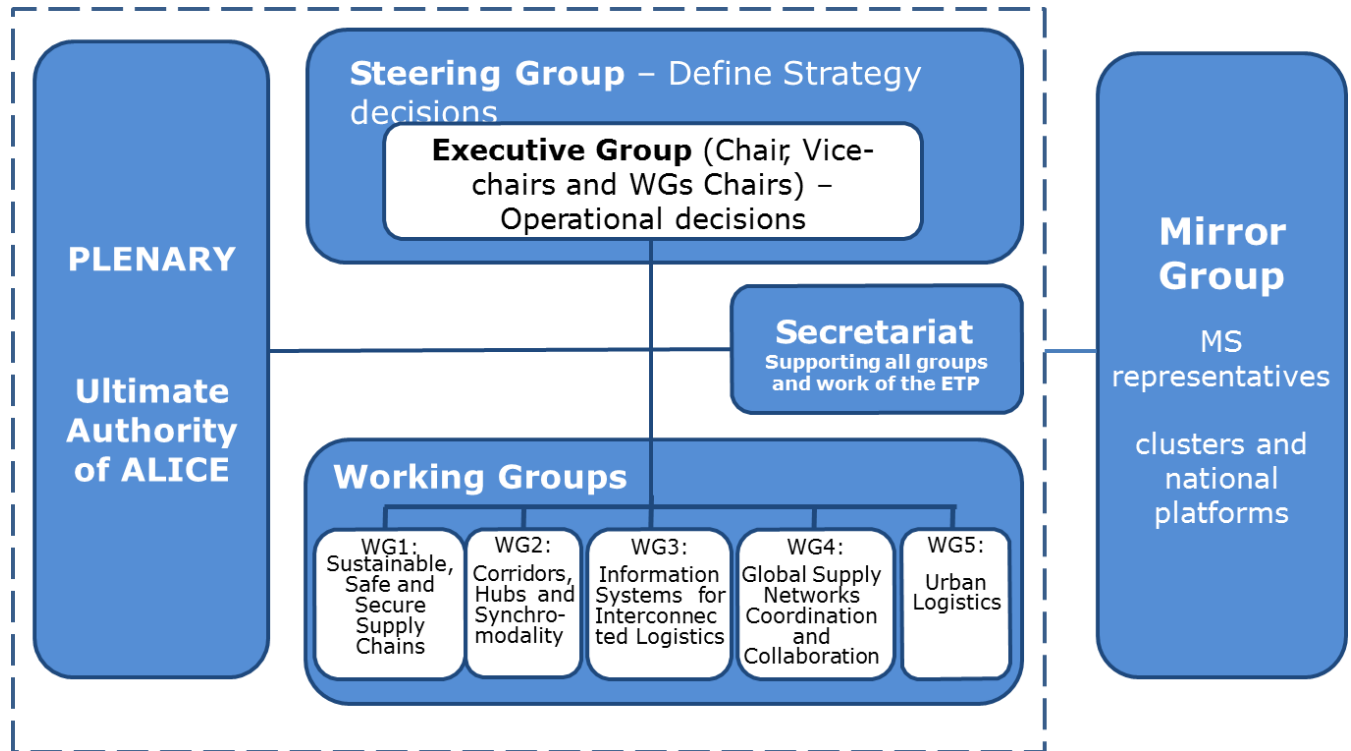 PLENARY
Ultimate
Authority
of ALICE
Steering Group – Define Strategy
decisions
Executive Group (Chair, Vice-
chairs and WGs Chairs) –
Operational decisions
Secretariat
Supporting all groups
and work of the ETP
Working Groups
WG1:
Sustainable,
Safe and
Secure
Supply
Chains
WG2:
Corridors,
Hubs and
Synchro-
modality
WG3:
Information
Systems for
Interconnec
ted Logistics
WG4:
Global Supply
Networks
Coordination
and
Collaboration
WG5:
Urban
Logistics
Mirror
Group
MS
representatives
clusters and
national
platforms